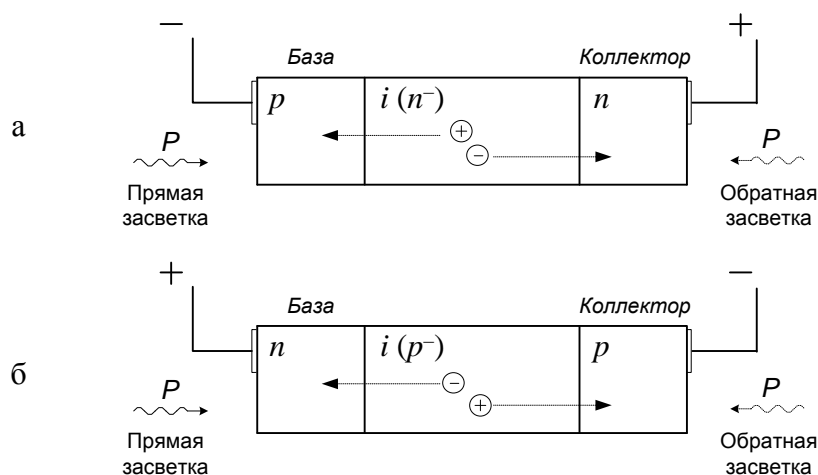 − +
База Коллектор
p i (n⁻) n
а
+
−
P P
Прямая Обратная
засветка засветка
+ −
База Коллектор
n i (p⁻) p
б
−
+
P P
Прямая Обратная
засветка засветка